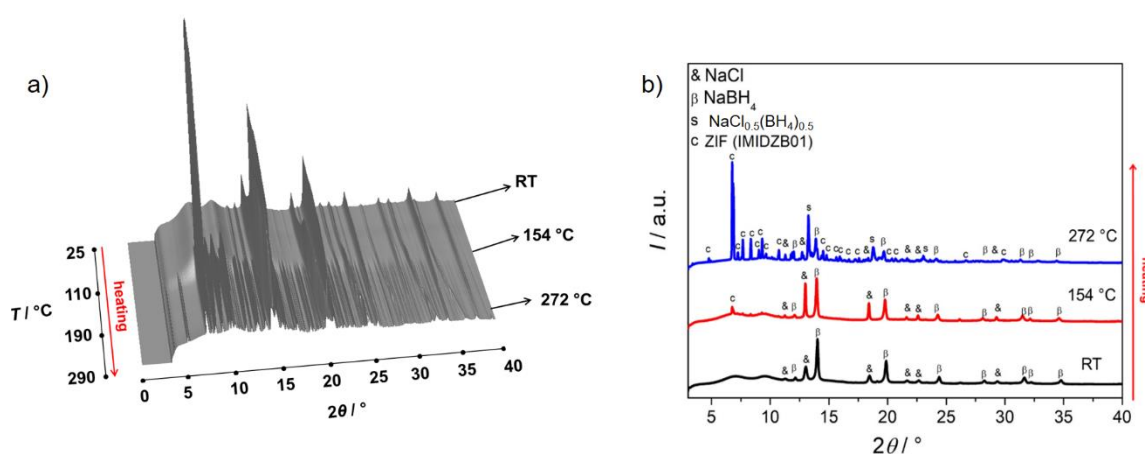 a)
RT
154 °C
272 °C
25
110
190
290
T / °C
heating
0 5 10 15 20 25 30 35 40
2θ / °
b)
& NaCl
β NaBH4
s NaCl0.5(BH4)0.5
c ZIF (IMIDZB01)
I / a.u.
c
c
c c c c c c c & β & s β c c c c c c c & s β c c & & s β c β & c β β β
272 °C
c & β & β & β & & β β & β β β
154 °C
& β & β & β & & β β & β β β
RT
5 10 15 20 25 30 35 40
2θ / °
heating